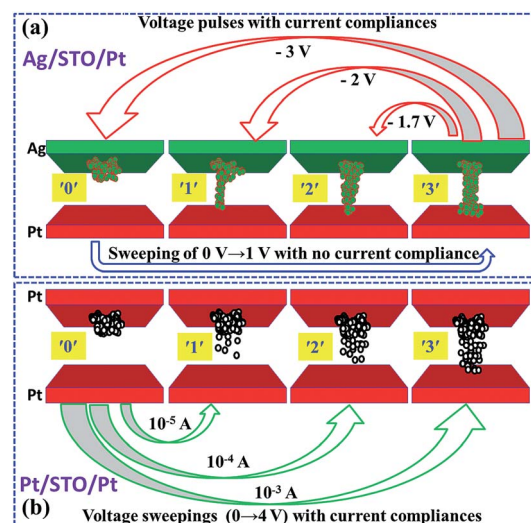 (a)
Voltage pulses with current compliances
Ag/STO/Pt
- 3 V
- 2 V
- 1.7 V
Ag
'0' '1' '2' '3'
Pt
Sweeping of 0 V→1 V with no current compliance
Pt
'0' '1' '2' '3'
Pt
10⁻⁵ A
10⁻⁴ A
10⁻³ A
Pt/STO/Pt
(b)
Voltage sweepings (0→4 V) with current compliances